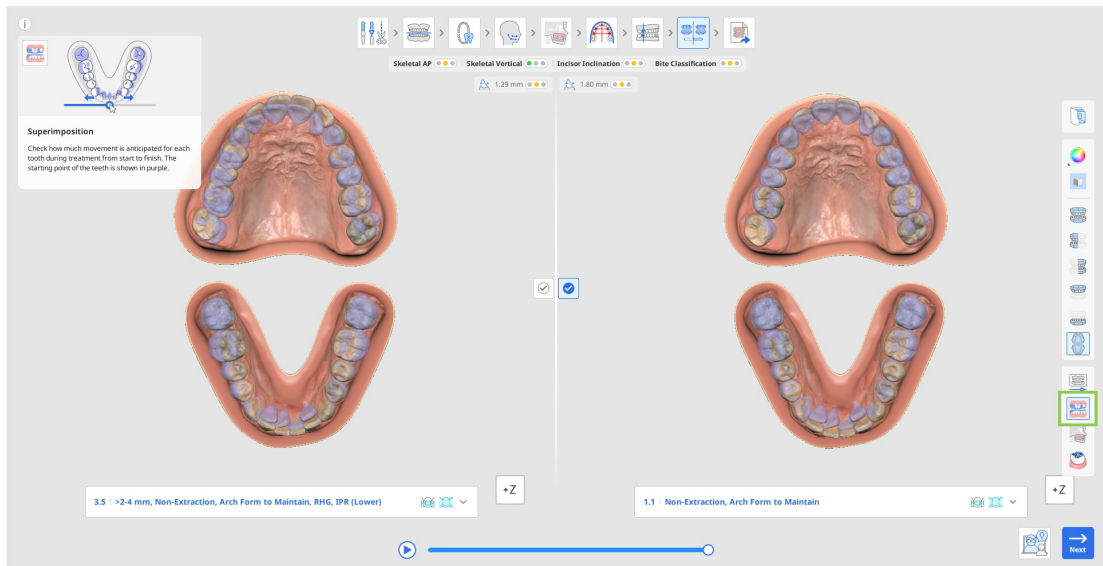 Skeletal AP
Skeletal Vertical
Incisor Inclination
Bite Classification
1.29 mm
1.80 mm
Superimposition
Check how much movement is anticipated for each
tooth during treatment from start to finish. The
starting point of the teeth is shown in purple.
3.5 | >2-4 mm, Non-Extraction, Arch Form to Maintain, RHG, IPR (Lower)
+Z
1.1 | Non-Extraction, Arch Form to Maintain
+Z
Next